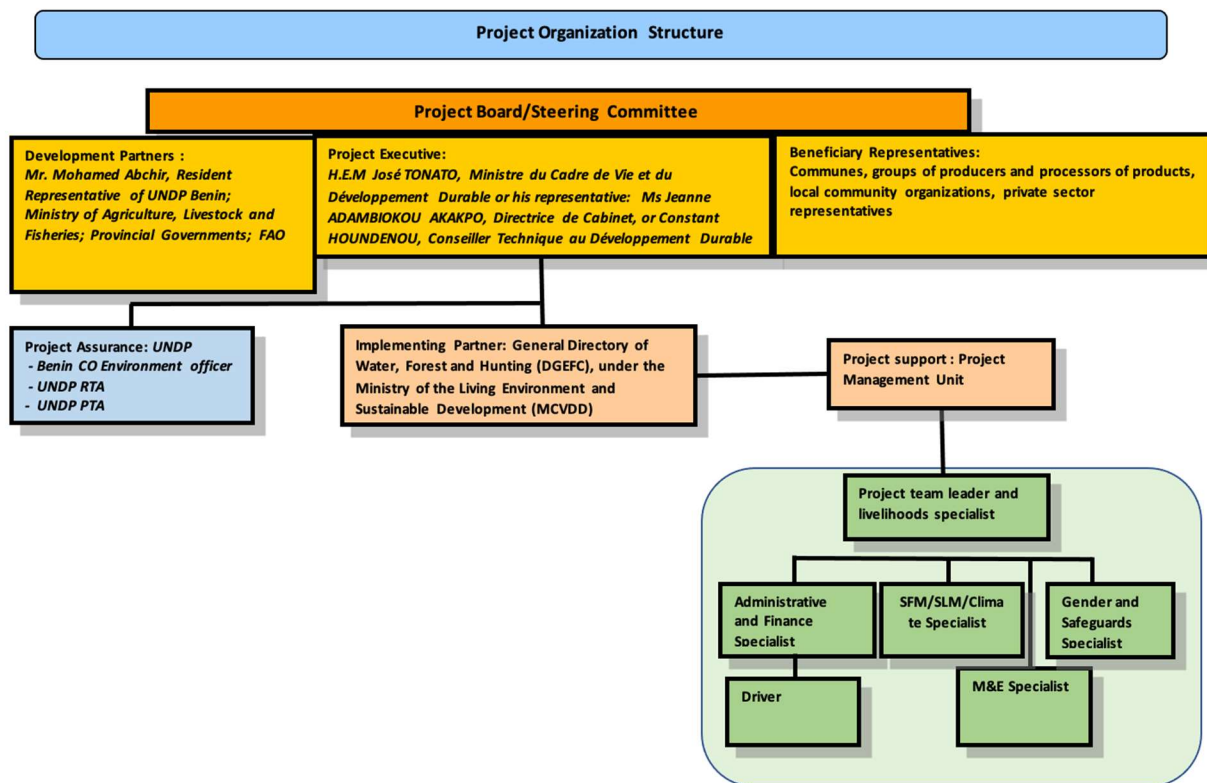 Project Organization Structure
Project Board/Steering Committee
Development Partners :
Mr. Mohamed Abchir, Resident
Representative of UNDP Benin;
Ministry of Agriculture, Livestock and
Fisheries; Provincial Governments; FAO
Project Executive:
H.E.M José TONATO, Ministre du Cadre de Vie et du
Développement Durable or his representative: Ms Jeanne
ADAMBIOKOU AKAKPO, Directrice de Cabinet, or Constant
HOUNDENOU, Conseiller Technique au Développement Durable
Beneficiary Representatives:
Communes, groups of producers and processors of products,
local community organizations, private sector
representatives
Project Assurance: UNDP
- Benin CO Environment officer
- UNDP RTA
- UNDP PTA
Implementing Partner: General Directory of
Water, Forest and Hunting (DGEFC), under the
Ministry of the Living Environment and
Sustainable Development (MCVDD)
Project support : Project
Management Unit
Project team leader and
livelihoods specialist
Administrative
and Finance
Specialist
SFM/SLM/Clima
te Specialist
Gender and
Safeguards
Specialist
Driver
M&E Specialist